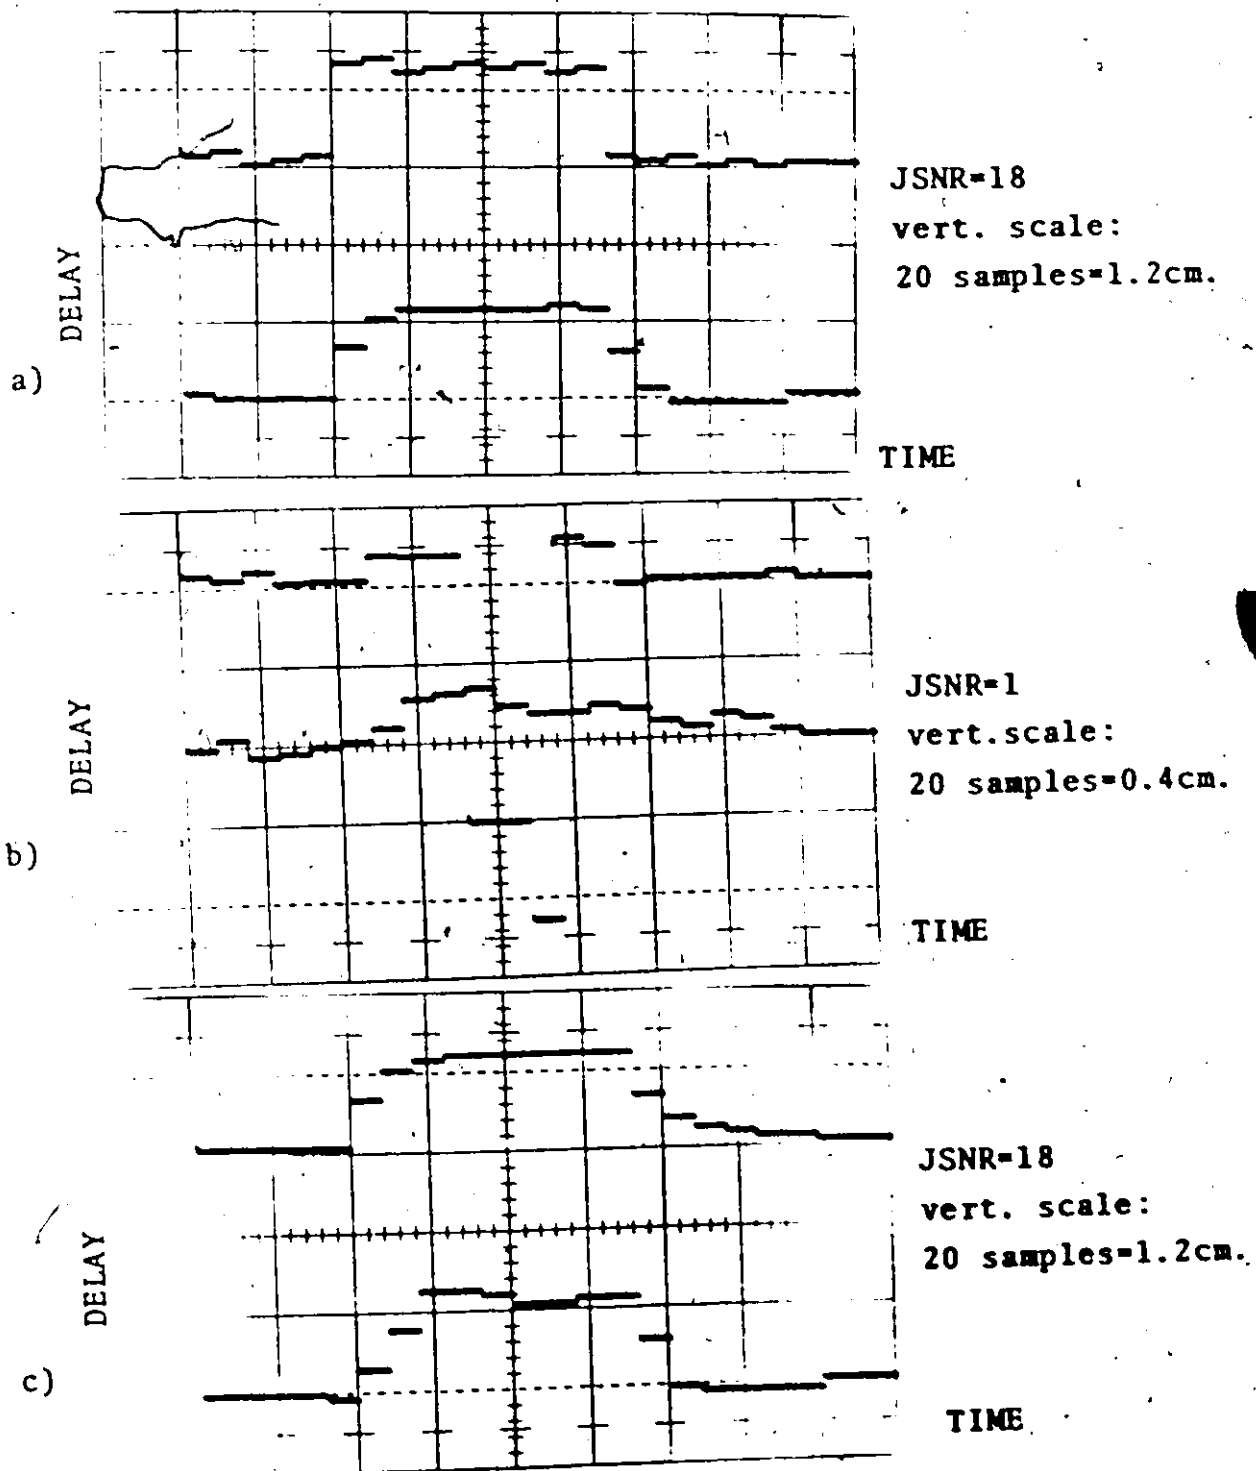 DELAY
a)
JSNR=18
vert. scale:
20 samples=1.2cm.
TIME
DELAY
b)
JSNR=1
vert.scale:
20 samples=0.4cm.
TIME
DELAY
c)
JSNR=18
vert. scale:
20 samples=1.2cm.
TIME